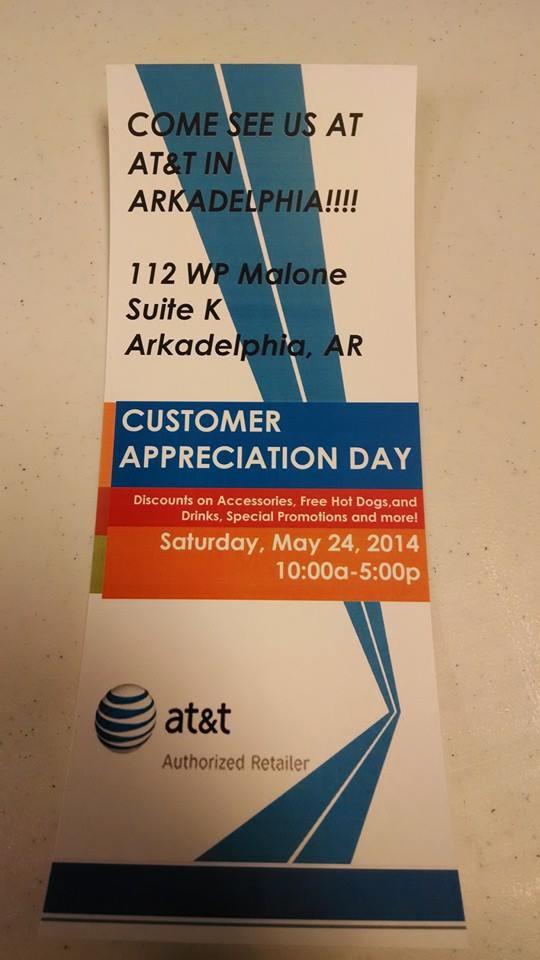 COME SEE US AT
AT&T IN
ARKADELPHIA!!!!
112 WP Malone
Suite K
Arkadelphia, AR
CUSTOMER
APPRECIATION DAY
Discounts on Accessories, Free Hot Dogs,and
Drinks, Special Promotions and more!
Saturday, May 24, 2014
10:00a-5:00p
at&t
Authorized Retailer